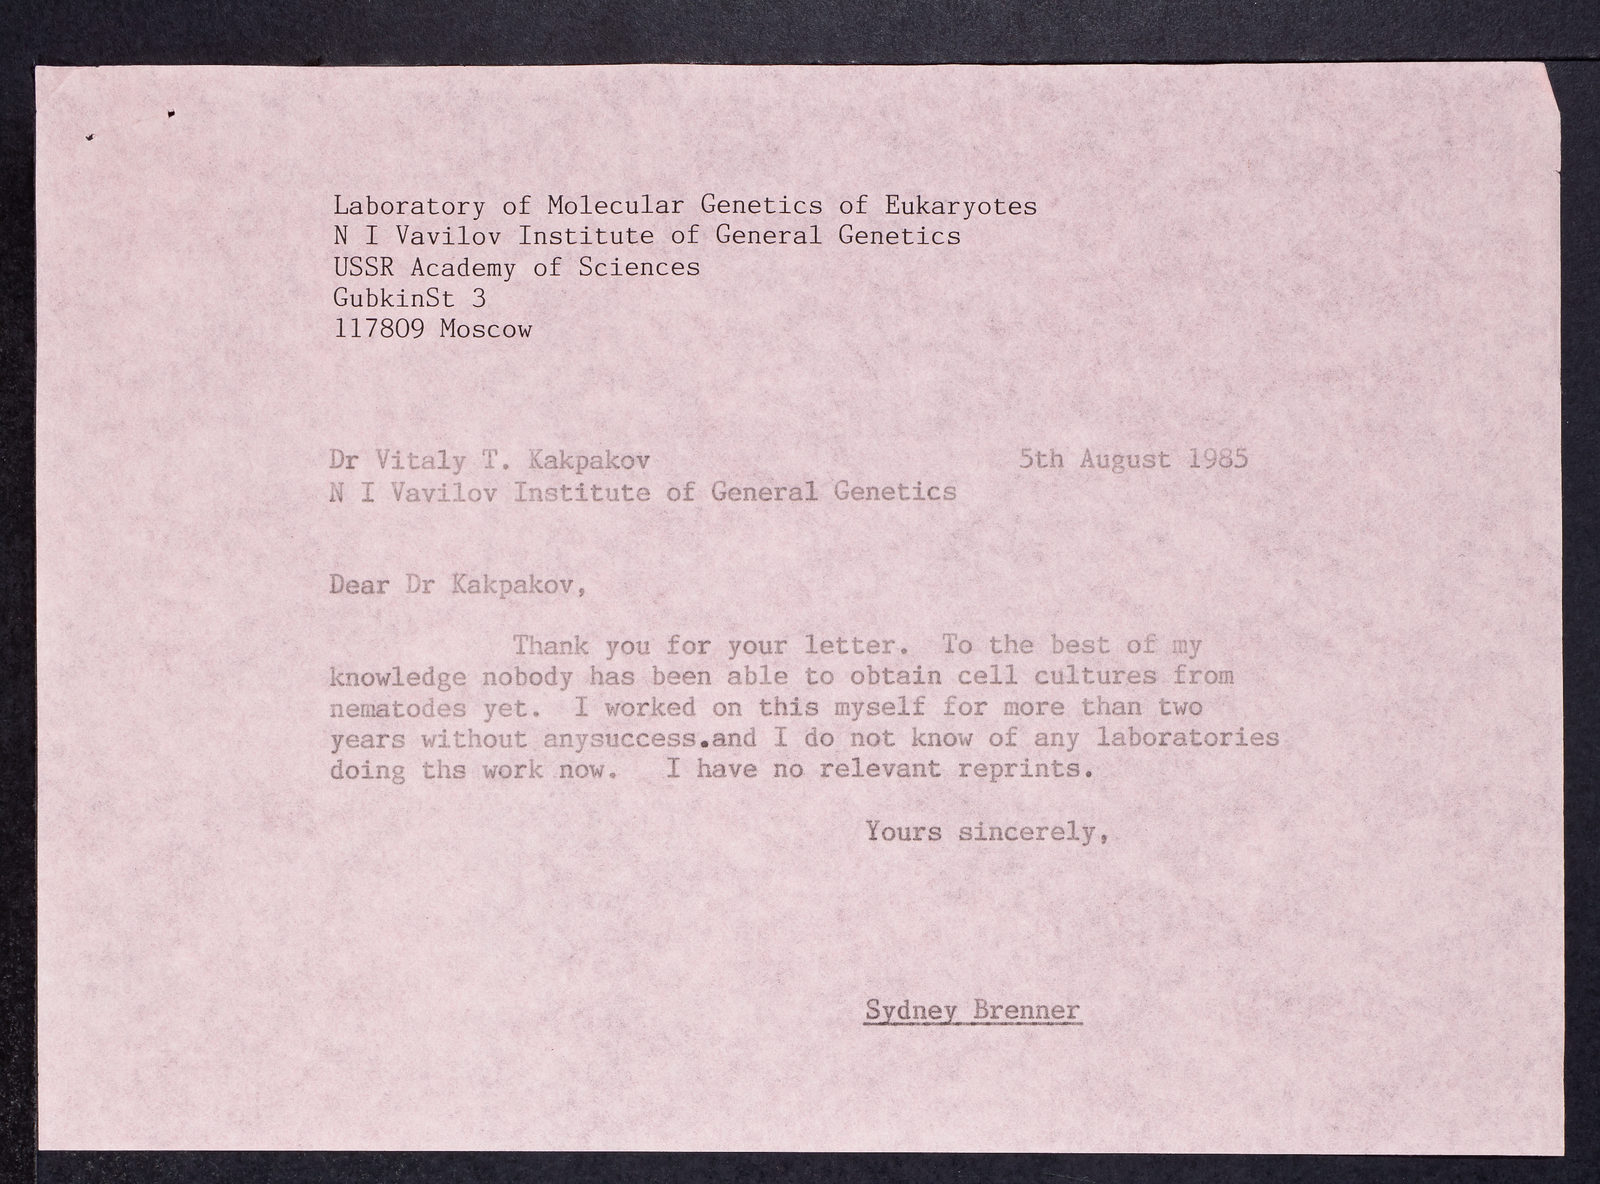 Laboratory of Molecular Genetics of Eukaryotes
N I Vavilov Institute of General Genetics
USSR Academy of Sciences
GubkinSt 3
117809 Moscow
Dr Vitaly T. Kakpakov 5th August 1985
N I Vavilov Institute of General Genetics
Dear Dr Kakpakov,
Thank you for your letter. To the best of my
knowledge nobody has been able to obtain cell cultures from
nematodes yet. I worked on this myself for more than two
years without anysuccess.and I do not know of any laboratories
doing ths work now. I have no relevant reprints.
Yours sincerely,
Sydney Brenner